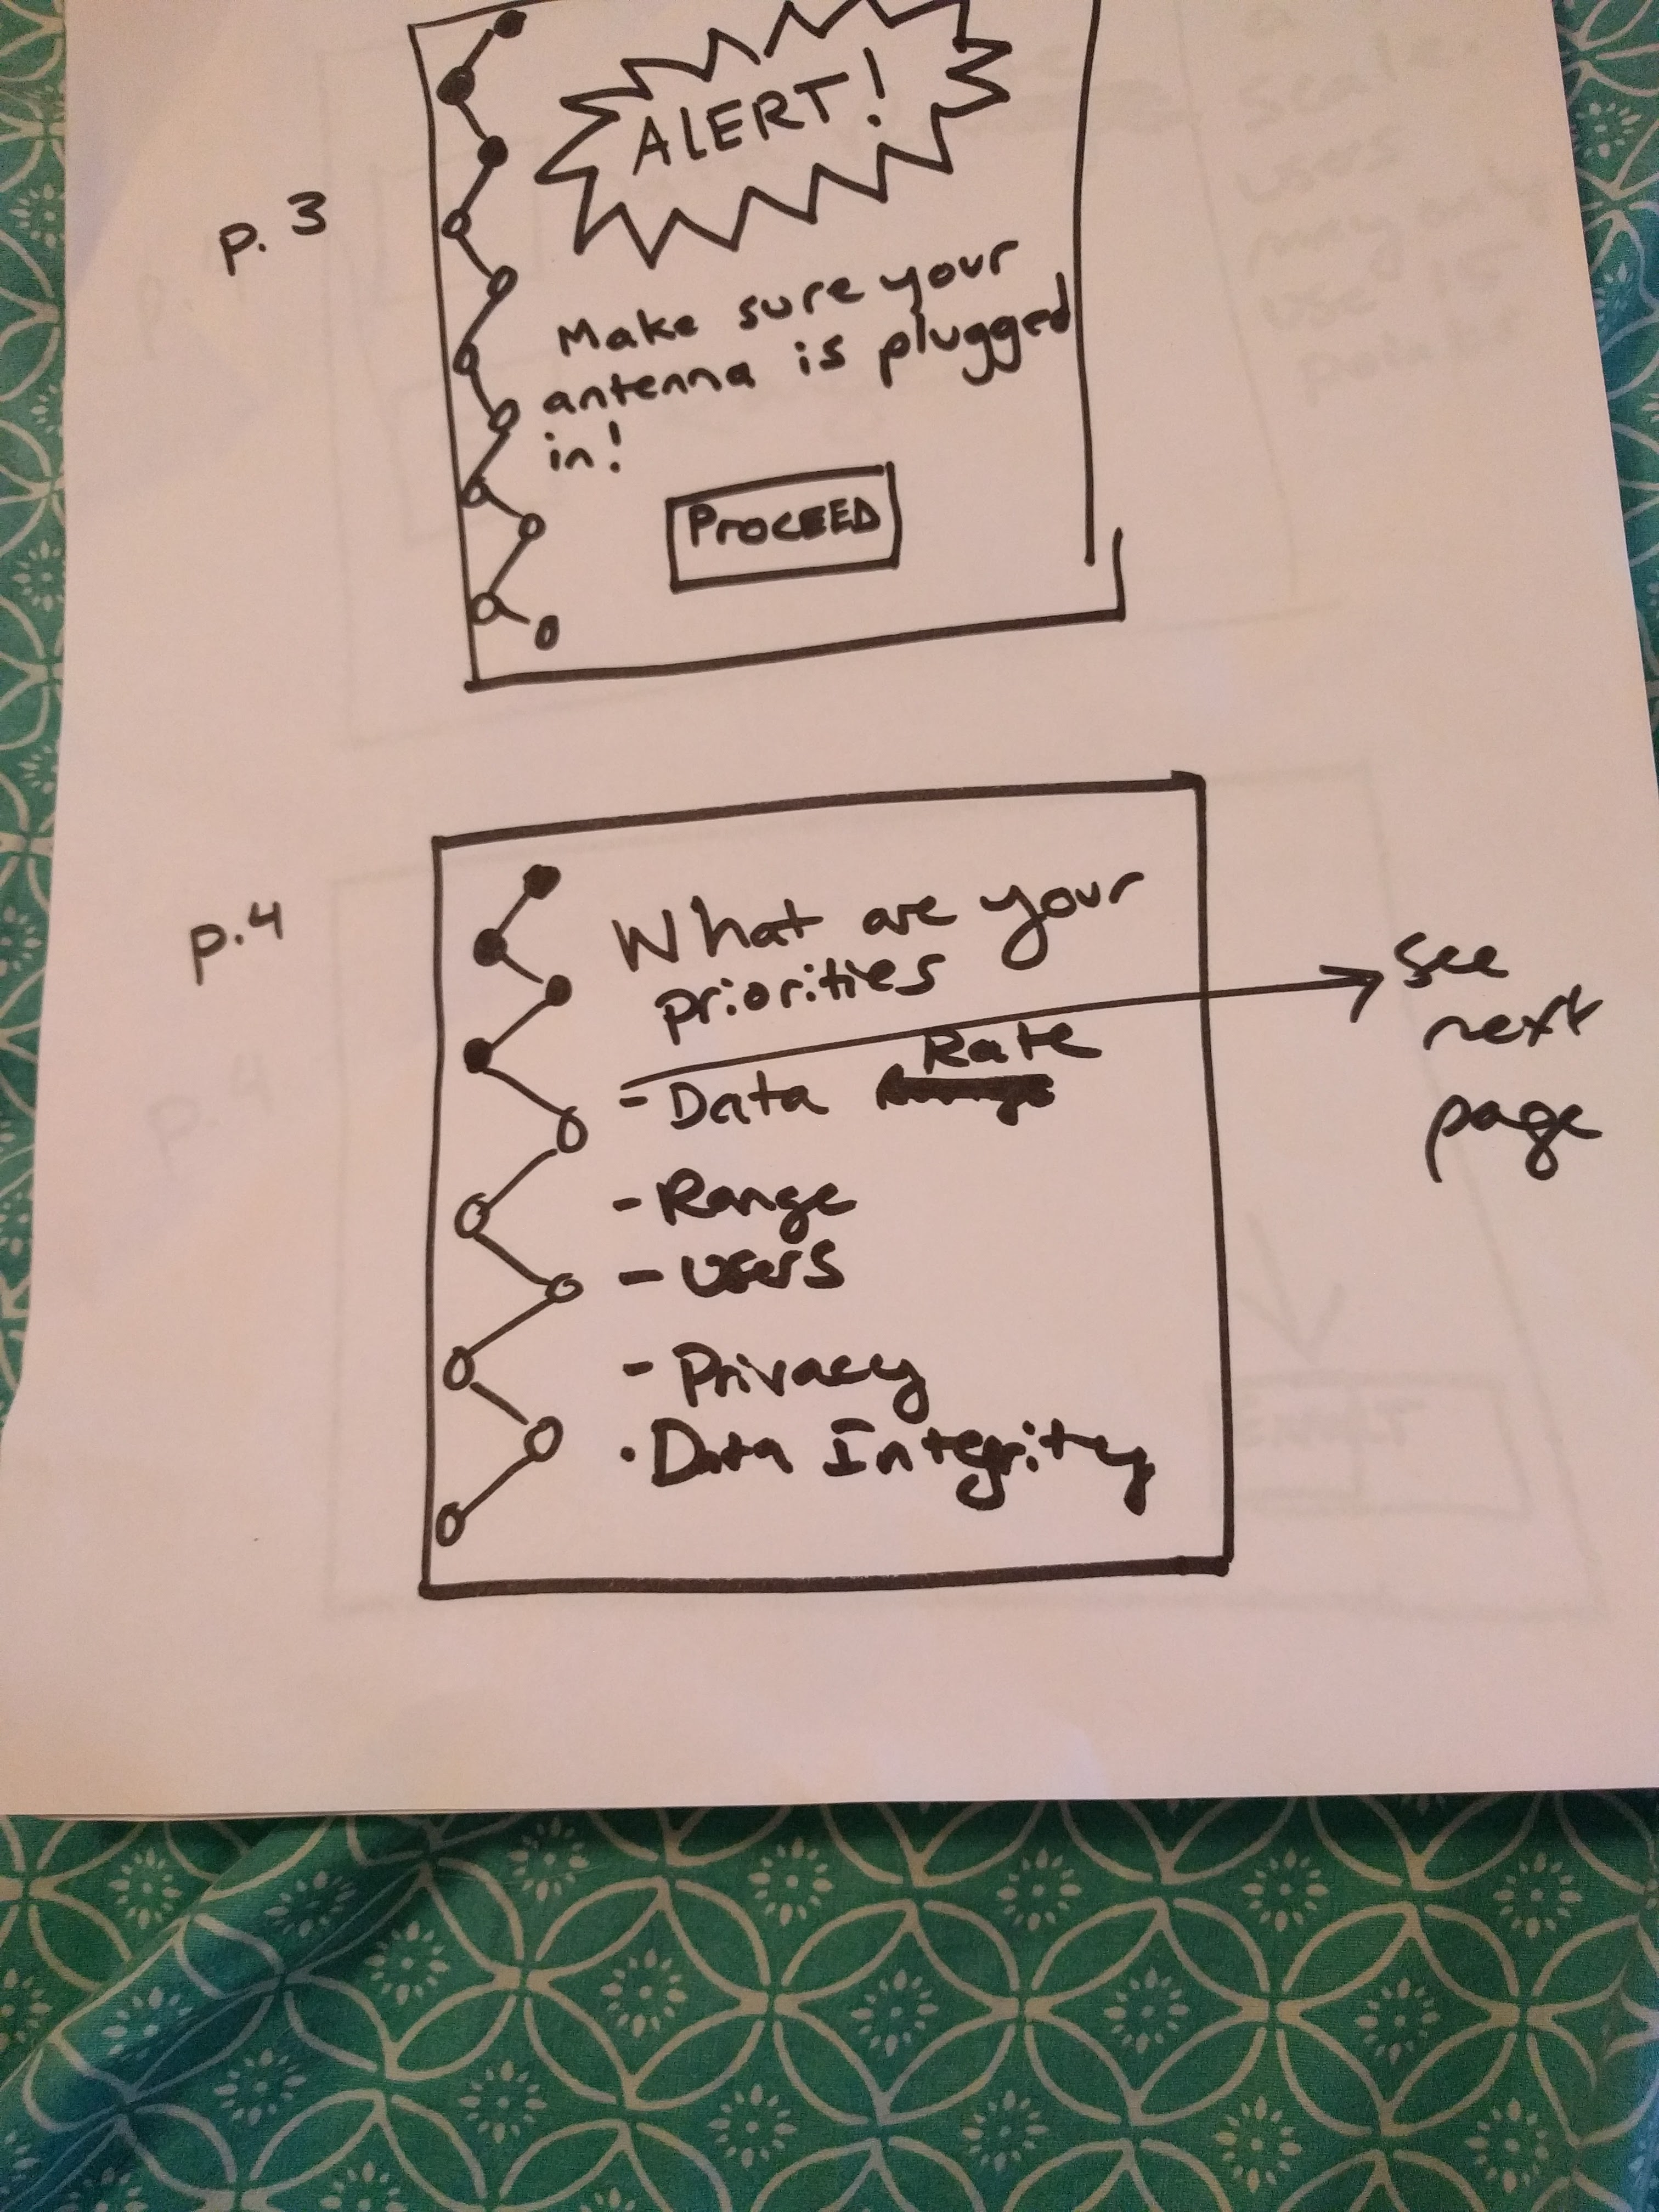 p. 3
ALERT!
Make sure your
antenna is plugged
in!
PROCEED
p.4
What are your
priorities
see
next
page
Rate
- Data
- Range
- Users
- Privacy
· Data Integrity